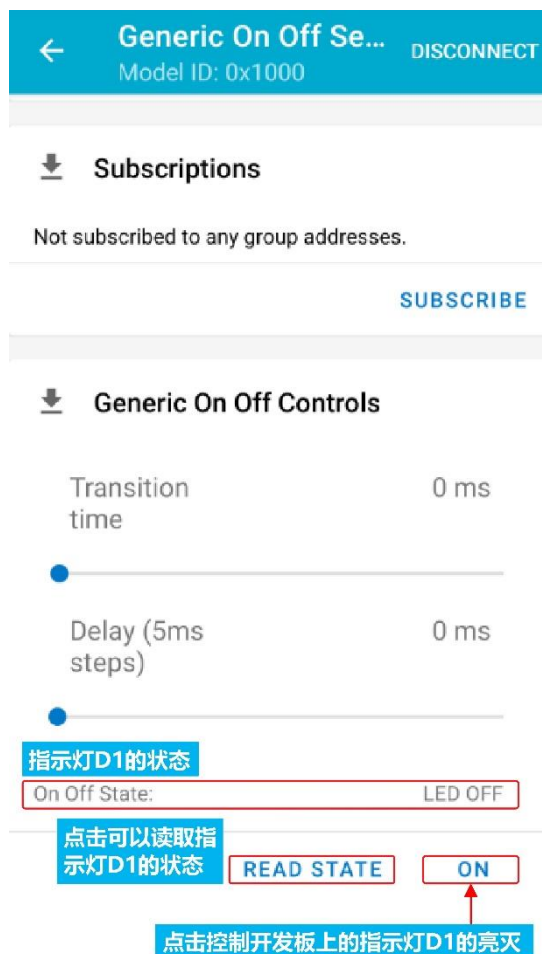 Generic On Off Se...
DISCONNECT
Model ID: 0x1000
Subscriptions
Not subscribed to any group addresses.
SUBSCRIBE
Generic On Off Controls
Transition
time
0 ms
Delay (5ms
steps)
0 ms
指示灯D1的状态
On Off State:
LED OFF
点击可以读取指
示灯D1的状态
READ STATE
ON
点击控制开发板上的指示灯D1的亮灭